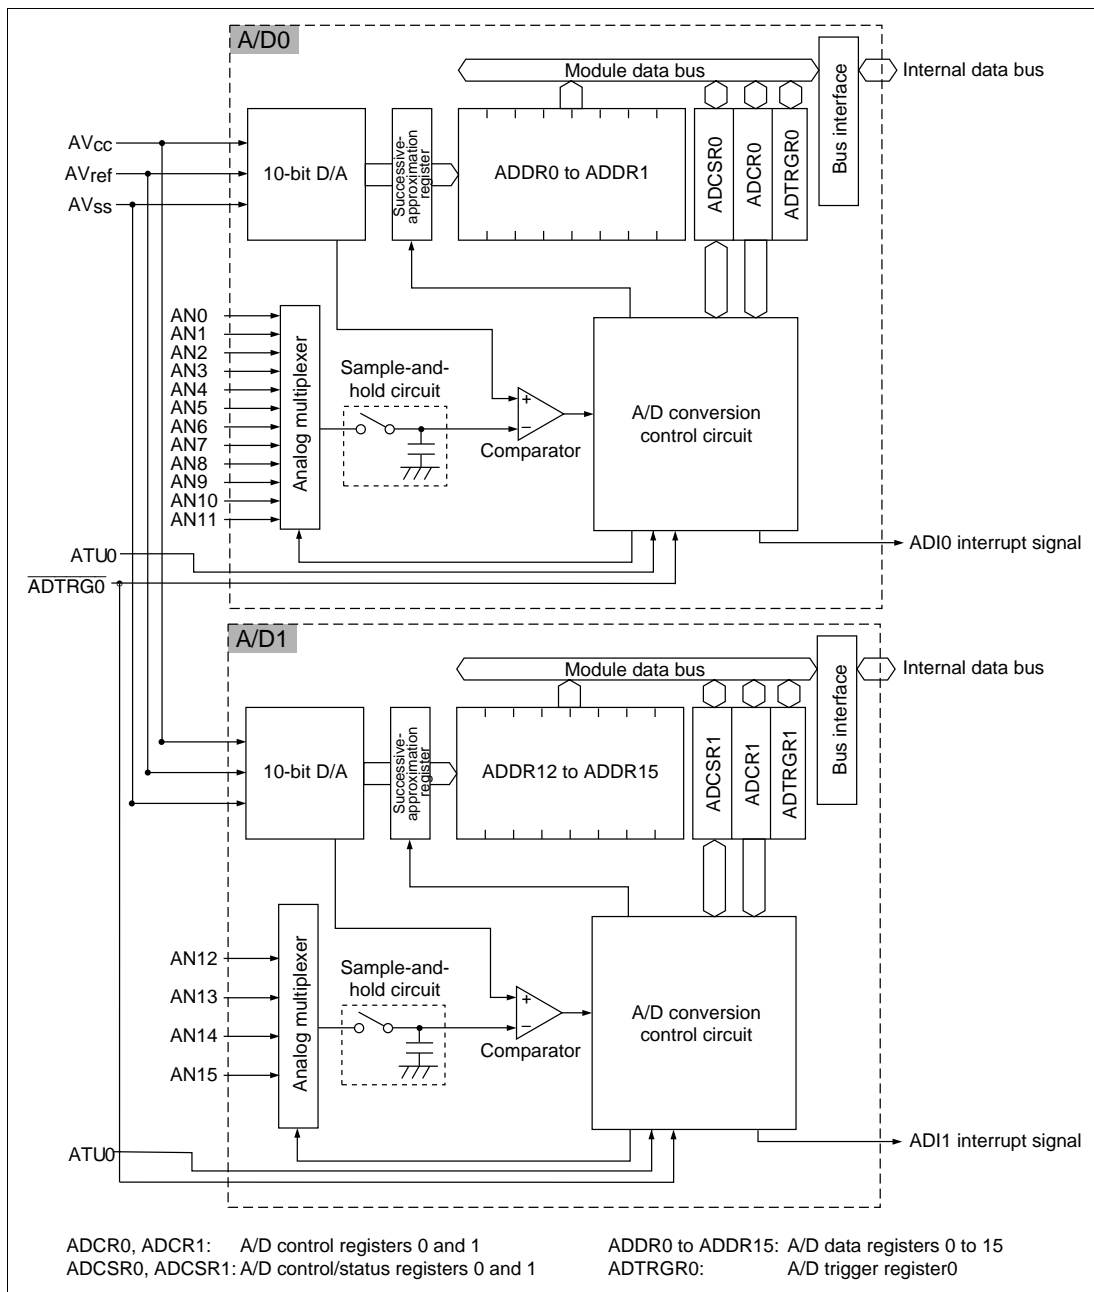 A/D0
Module data bus
Bus interface
Internal data bus
AVcc
AVref
AVss
10-bit D/A
Successive-
approximation
register
ADDR0 to ADDR1
ADCSR0
ADCR0
ADTRGR0
AN0
AN1
AN2
AN3
AN4
AN5
AN6
AN7
AN8
AN9
AN10
AN11
Analog multiplexer
Sample-and-
hold circuit
+
−
Comparator
A/D conversion
control circuit
ATU0
ADTRG0
ADI0 interrupt signal
A/D1
Module data bus
Bus interface
Internal data bus
10-bit D/A
Successive-
approximation
register
ADDR12 to ADDR15
ADCSR1
ADCR1
ADTRGR1
AN12
AN13
AN14
AN15
Analog multiplexer
Sample-and-
hold circuit
+
−
Comparator
A/D conversion
control circuit
ATU0
ADI1 interrupt signal
ADCR0, ADCR1: A/D control registers 0 and 1
ADCSR0, ADCSR1: A/D control/status registers 0 and 1
ADDR0 to ADDR15: A/D data registers 0 to 15
ADTRGR0: A/D trigger register0